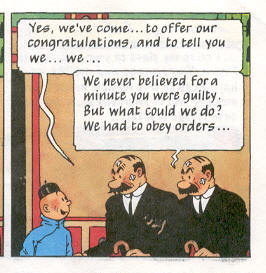 Yes, we've come... to offer our
congratulations, and to tell you
we... we...
We never believed for a
minute you were guilty.
But what could we do?
We had to obey orders...